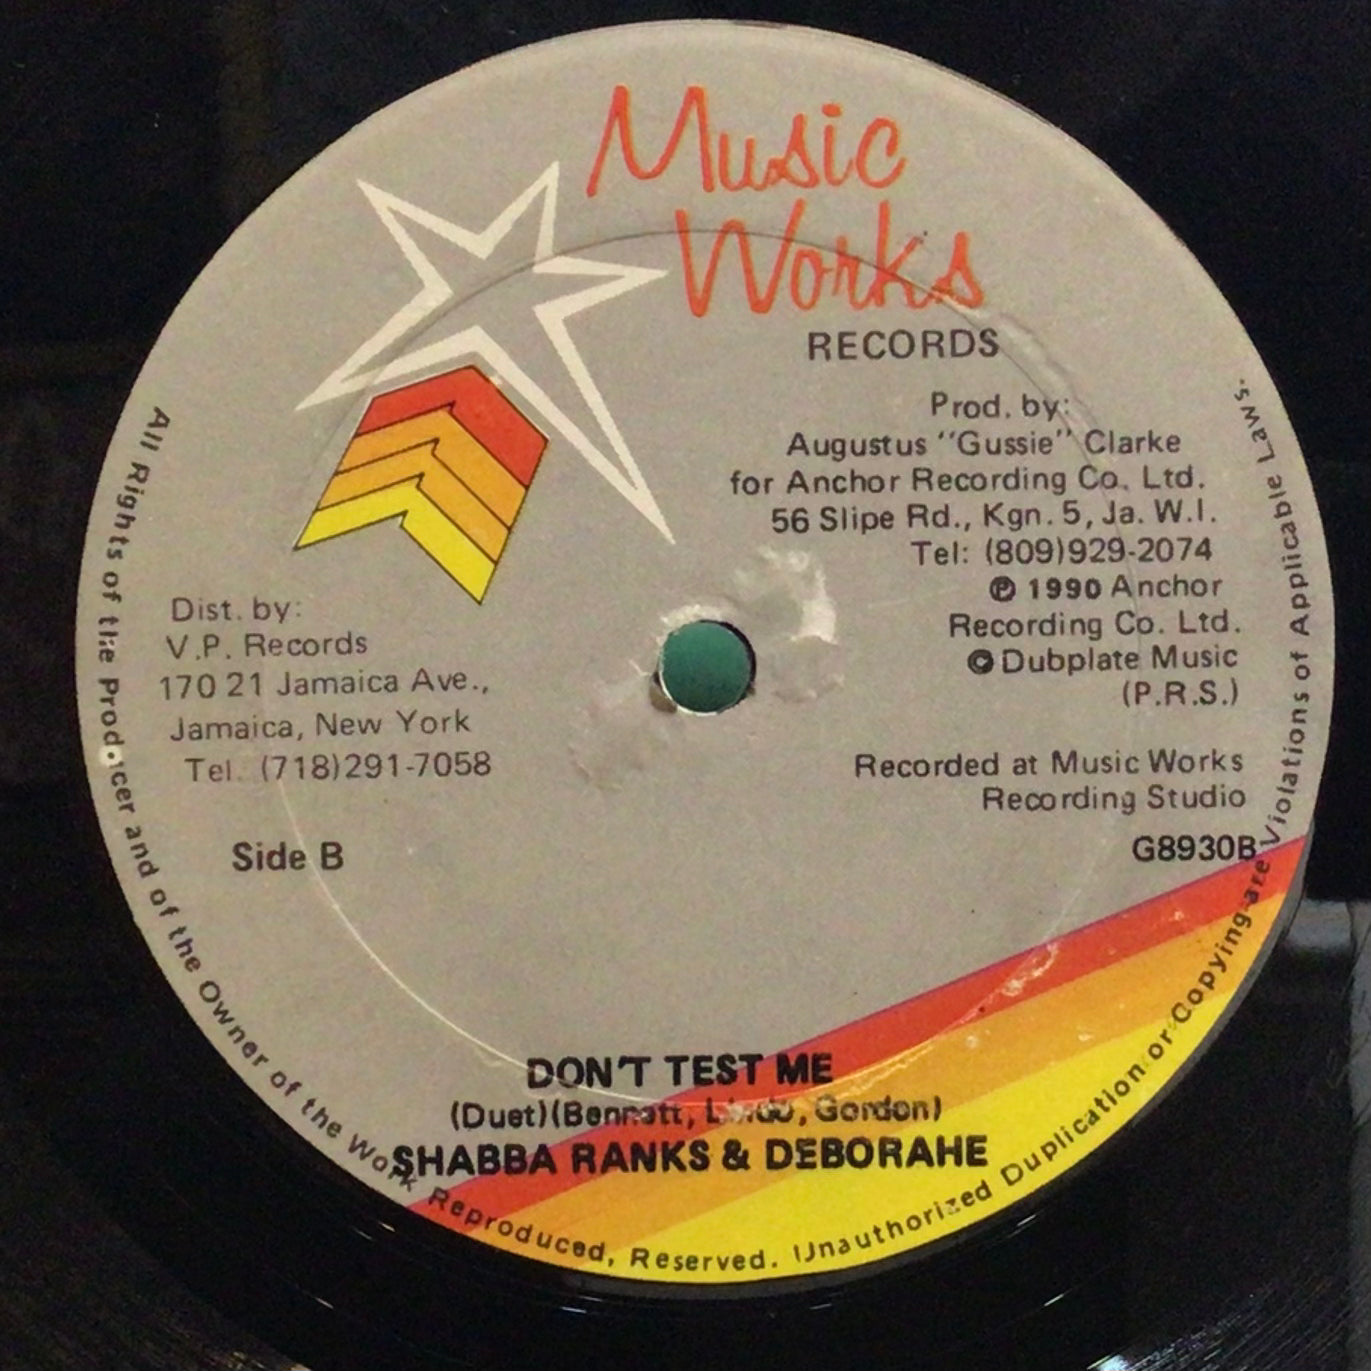 Music
Works
RECORDS
Prod. by:
Augustus "Gussie" Clarke
for Anchor Recording Co. Ltd.
56 Slipe Rd., Kgn. 5, Ja. W.I.
Tel: (809)929-2074
℗ 1990 Anchor
Recording Co. Ltd.
© Dubplate Music
(P.R.S.)
Recorded at Music Works
Recording Studio
G8930B
Dist. by:
V.P. Records
170 21 Jamaica Ave.,
Jamaica, New York
Tel. (718)291-7058
Side B
DON'T TEST ME
(Duet)(Bennett, Lindo, Gordon)
SHABBA RANKS & DEBORAHE
All Rights of the Producer and of the Owner of the Work Reproduced, Reserved. Unauthorized Duplication or Copying are Violations of Applicable Laws.